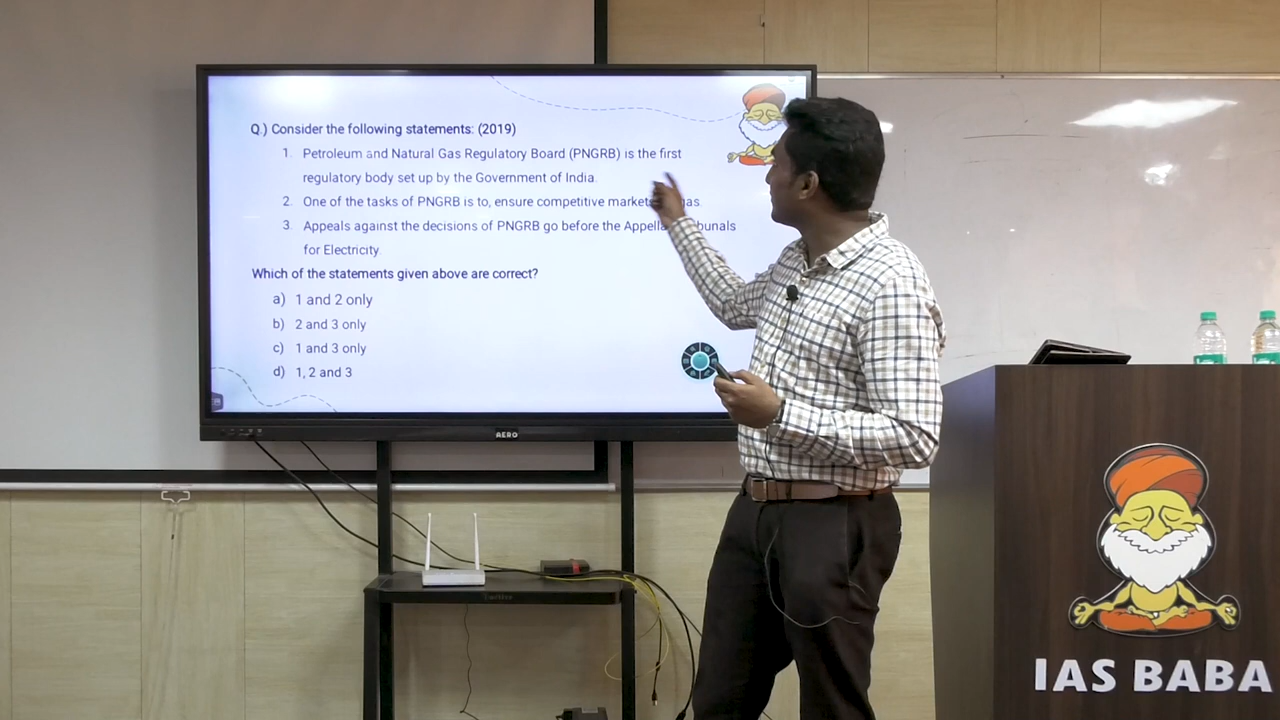 Q.) Consider the following statements: (2019)
1. Petroleum and Natural Gas Regulatory Board (PNGRB) is the first
regulatory body set up by the Government of India.
2. One of the tasks of PNGRB is to, ensure competitive markets gas.
3. Appeals against the decisions of PNGRB go before the Appella bunals
for Electricity.
Which of the statements given above are correct?
a) 1 and 2 only
b) 2 and 3 only
c) 1 and 3 only
d) 1, 2 and 3
AERO
IAS BABA